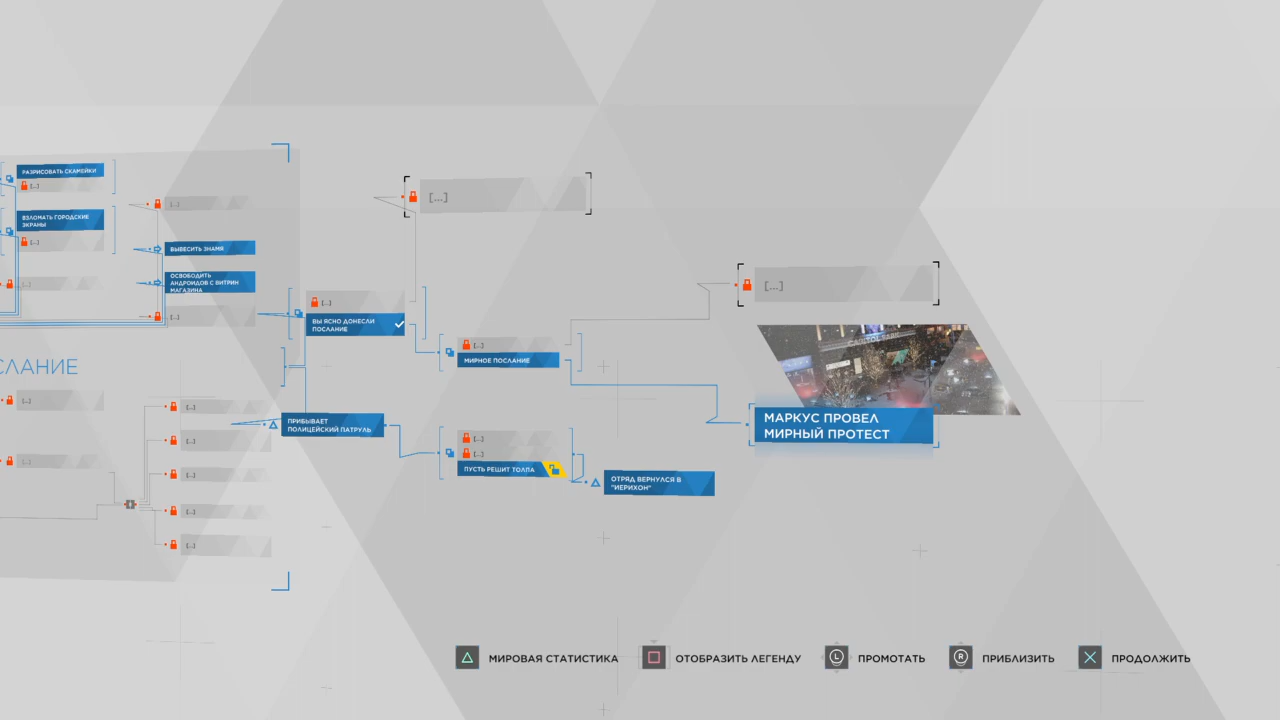 РАЗРИСОВАТЬ СКАМЕЙКИ
[...]
ВЗЛОМАТЬ ГОРОДСКИЕ
ЭКРАНЫ
[...]
[...]
[...]
ВЫВЕСИТЬ ЗНАМЯ
ОСВОБОДИТЬ
АНДРОИДОВ С ВИТРИН
МАГАЗИНА
[...]
СЛАНИЕ
[...]
[...]
[...]
[...]
[...]
[...]
[...]
[...]
[...]
ВЫ ЯСНО ДОНЕСЛИ
ПОСЛАНИЕ
ПРИБЫВАЕТ
ПОЛИЦЕЙСКИЙ ПАТРУЛЬ
[...]
[...]
МИРНОЕ ПОСЛАНИЕ
[...]
[...]
ПУСТЬ РЕШИТ ТОЛПА
ОТРЯД ВЕРНУЛСЯ В
"ИЕРИХОН"
[...]
CAPITOL PARK
МАРКУС ПРОВЕЛ
МИРНЫЙ ПРОТЕСТ
МИРОВАЯ СТАТИСТИКА
ОТОБРАЗИТЬ ЛЕГЕНДУ
L ПРОМОТАТЬ
R ПРИБЛИЗИТЬ
ПРОДОЛЖИТЬ